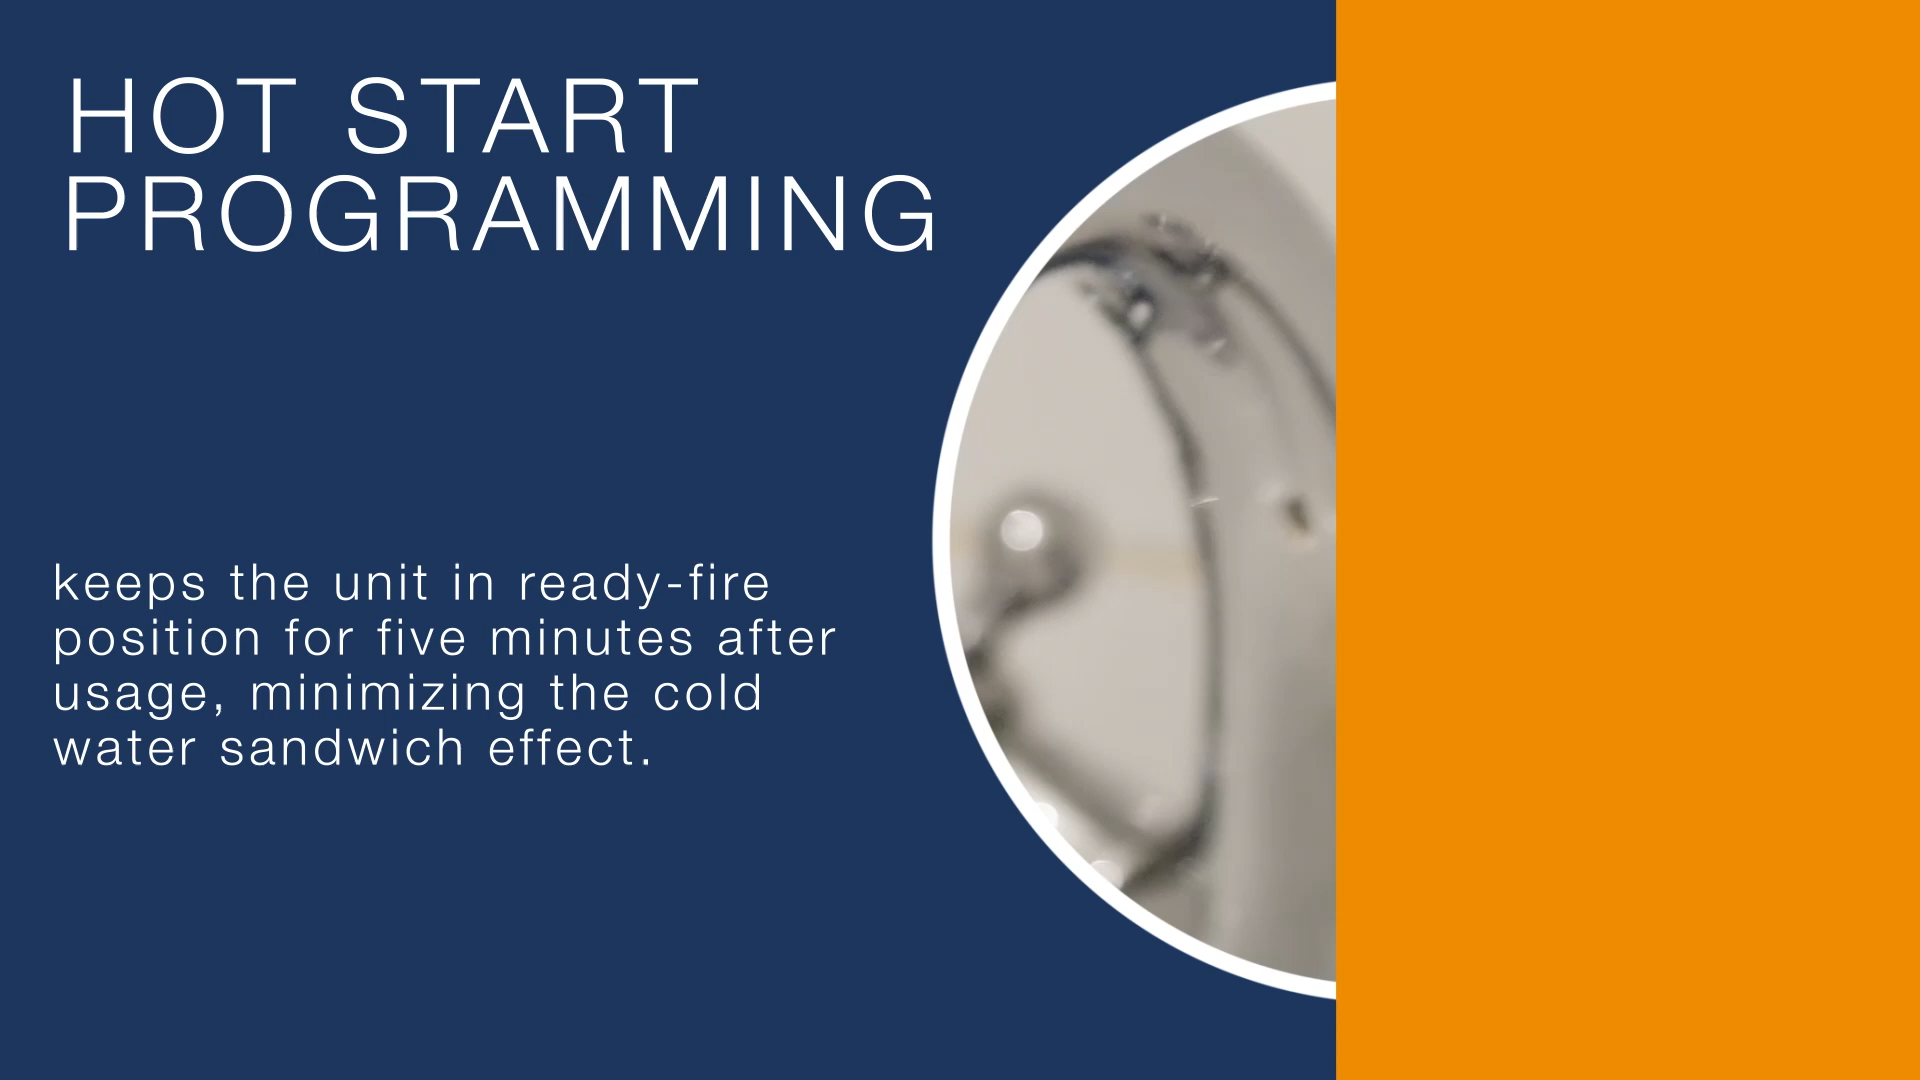 HOT START
PROGRAMMING
keeps the unit in ready-fire
position for five minutes after
usage, minimizing the cold
water sandwich effect.